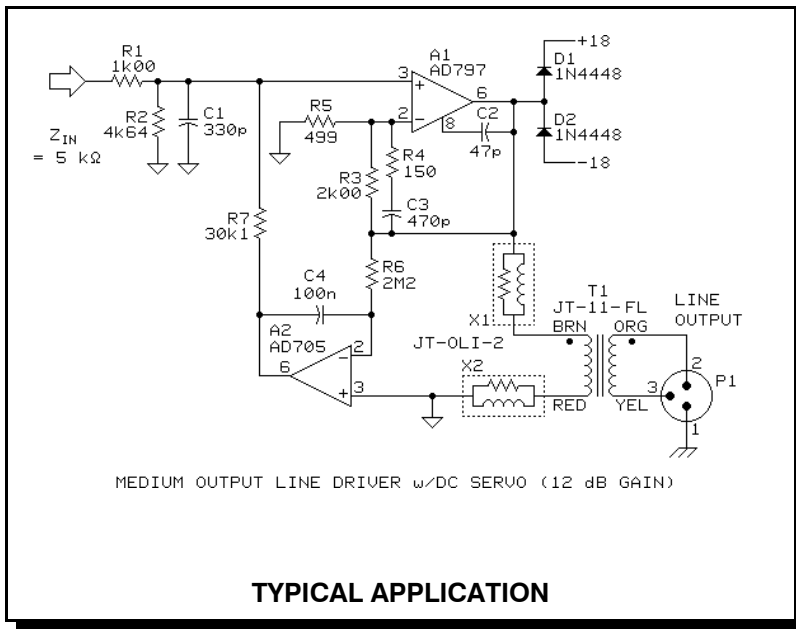 R1
1k00
R2
4k64
C1
330p
Z_IN
= 5 kΩ
A1
AD797
3
+
2
−
6
8
C2
47p
+18
D1
1N4448
D2
1N4448
−18
R5
499
R4
150
R3
2k00
C3
470p
R7
30k1
R6
2M2
C4
100n
A2
AD705
6
2
−
+
3
X1
JT-OLI-2
X2
T1
JT-11-FL
BRN
ORG
RED
YEL
LINE
OUTPUT
2
3
P1
1
MEDIUM OUTPUT LINE DRIVER w/DC SERVO (12 dB GAIN)
TYPICAL APPLICATION